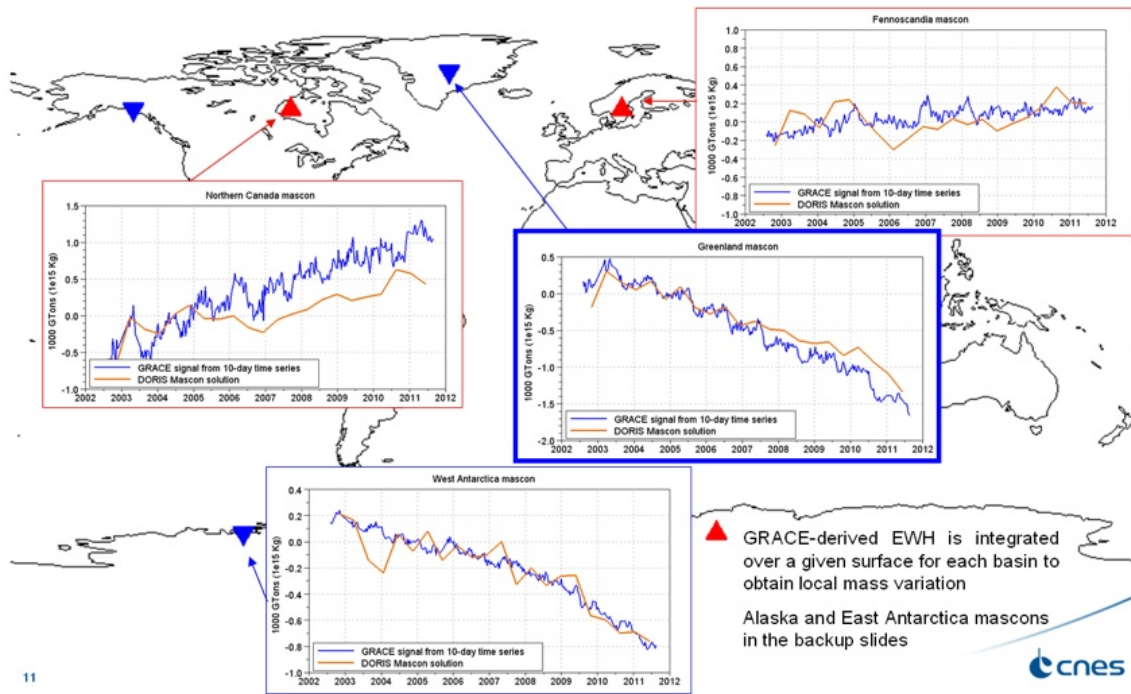 Fennoscandia mascon
1000 GTons (1e15 Kg)
1.0
0.8
0.6
0.4
0.2
0.0
-0.2
-0.4
-0.6
-0.8
-1.0
GRACE signal from 10-day time series
DORIS Mascon solution
2002 2003 2004 2005 2006 2007 2008 2009 2010 2011 2012
Northern Canada mascon
1000 GTons (1e15 Kg)
1.5
1.0
0.5
0.0
-0.5
-1.0
GRACE signal from 10-day time series
DORIS Mascon solution
2002 2003 2004 2005 2006 2007 2008 2009 2010 2011 2012
Greenland mascon
1000 GTons (1e15 Kg)
0.5
0.0
-0.5
-1.0
-1.5
-2.0
GRACE signal from 10-day time series
DORIS Mascon solution
2002 2003 2004 2005 2006 2007 2008 2009 2010 2011 2012
West Antarctica mascon
1000 GTons (1e15 Kg)
0.4
0.2
0.0
-0.2
-0.4
-0.6
-0.8
-1.0
GRACE signal from 10-day time series
DORIS Mascon solution
2002 2003 2004 2005 2006 2007 2008 2009 2010 2011 2012
GRACE-derived EWH is integrated
over a given surface for each basin to
obtain local mass variation
Alaska and East Antarctica mascons
in the backup slides
11
cnes